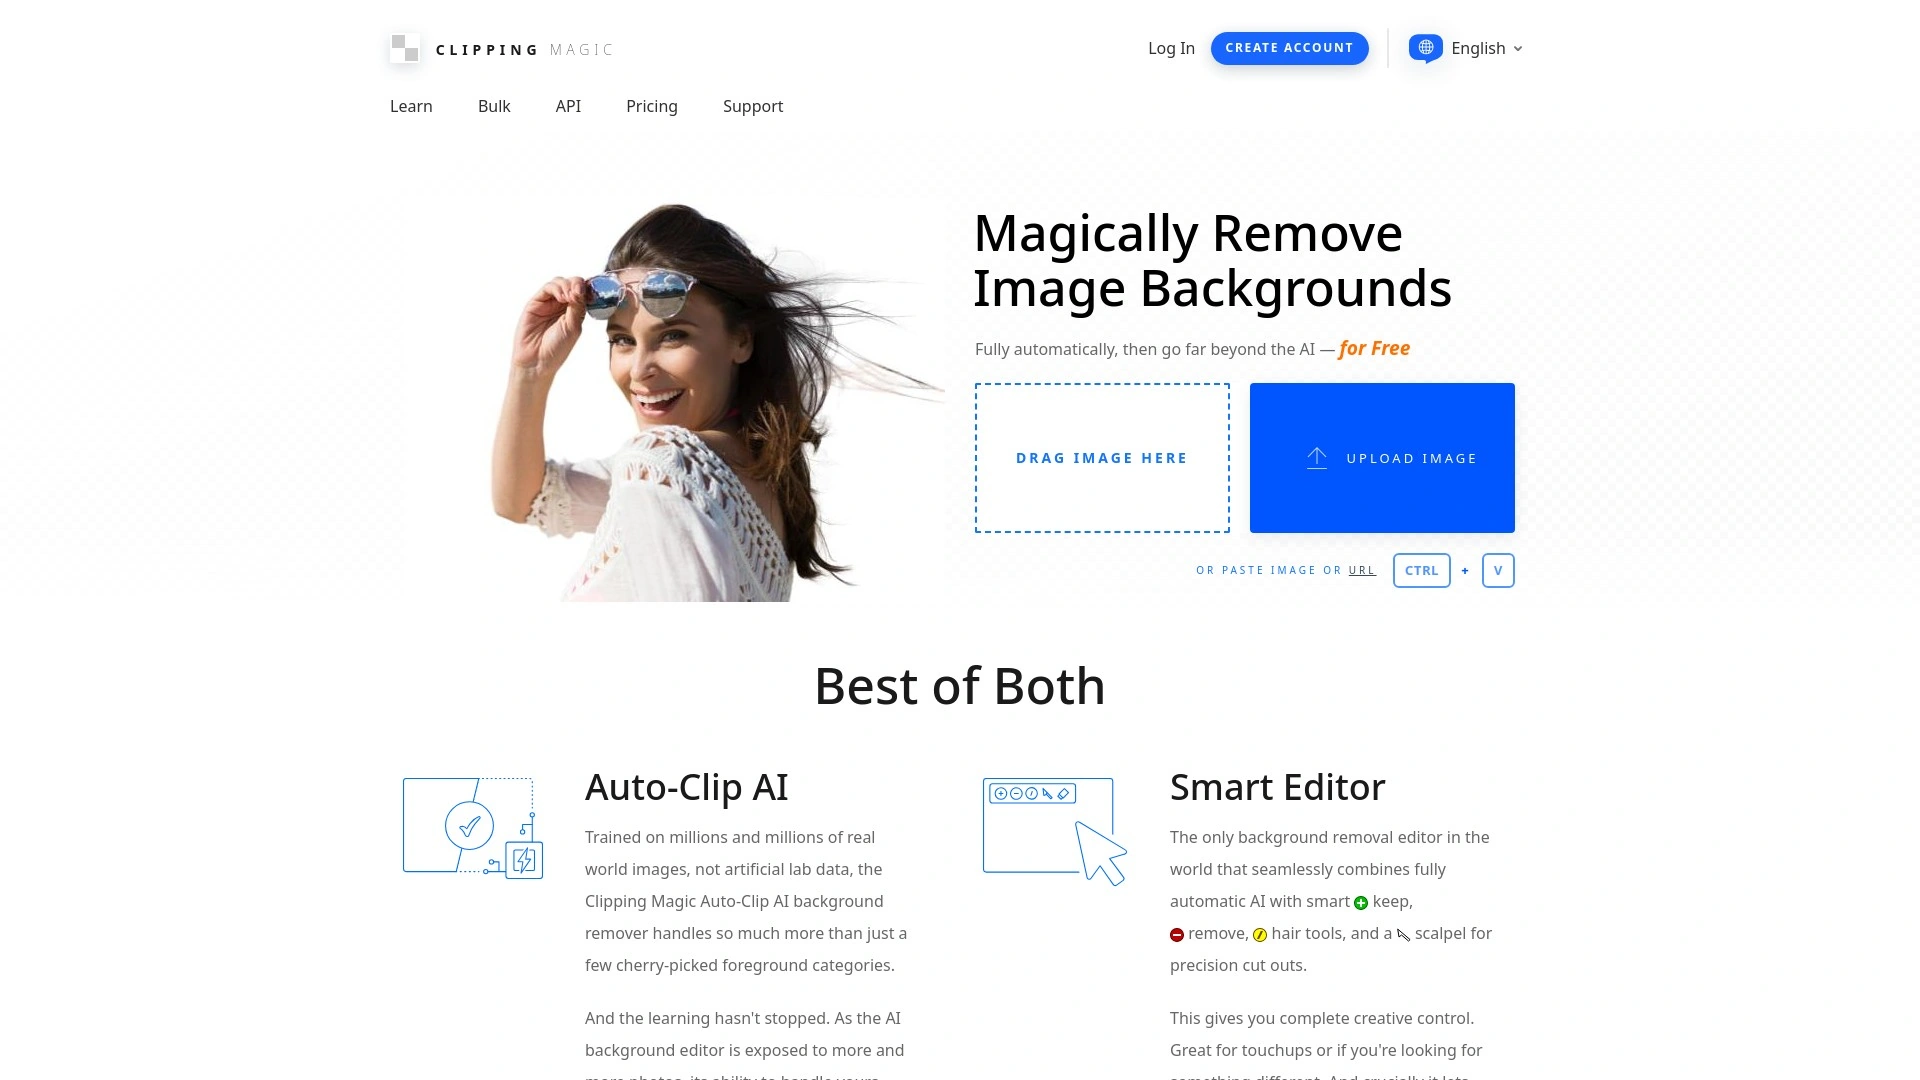 CLIPPING MAGIC
Log In
CREATE ACCOUNT
English
Learn
Bulk
API
Pricing
Support
Magically Remove
Image Backgrounds
Fully automatically, then go far beyond the AI — for Free
DRAG IMAGE HERE
UPLOAD IMAGE
OR PASTE IMAGE OR URL
CTRL + V
Best of Both
Auto-Clip AI
Trained on millions and millions of real
world images, not artificial lab data, the
Clipping Magic Auto-Clip AI background
remover handles so much more than just a
few cherry-picked foreground categories.
And the learning hasn't stopped. As the AI
background editor is exposed to more and
Smart Editor
The only background removal editor in the
world that seamlessly combines fully
automatic AI with smart keep,
remove, hair tools, and a scalpel for
precision cut outs.
This gives you complete creative control.
Great for touchups or if you're looking for